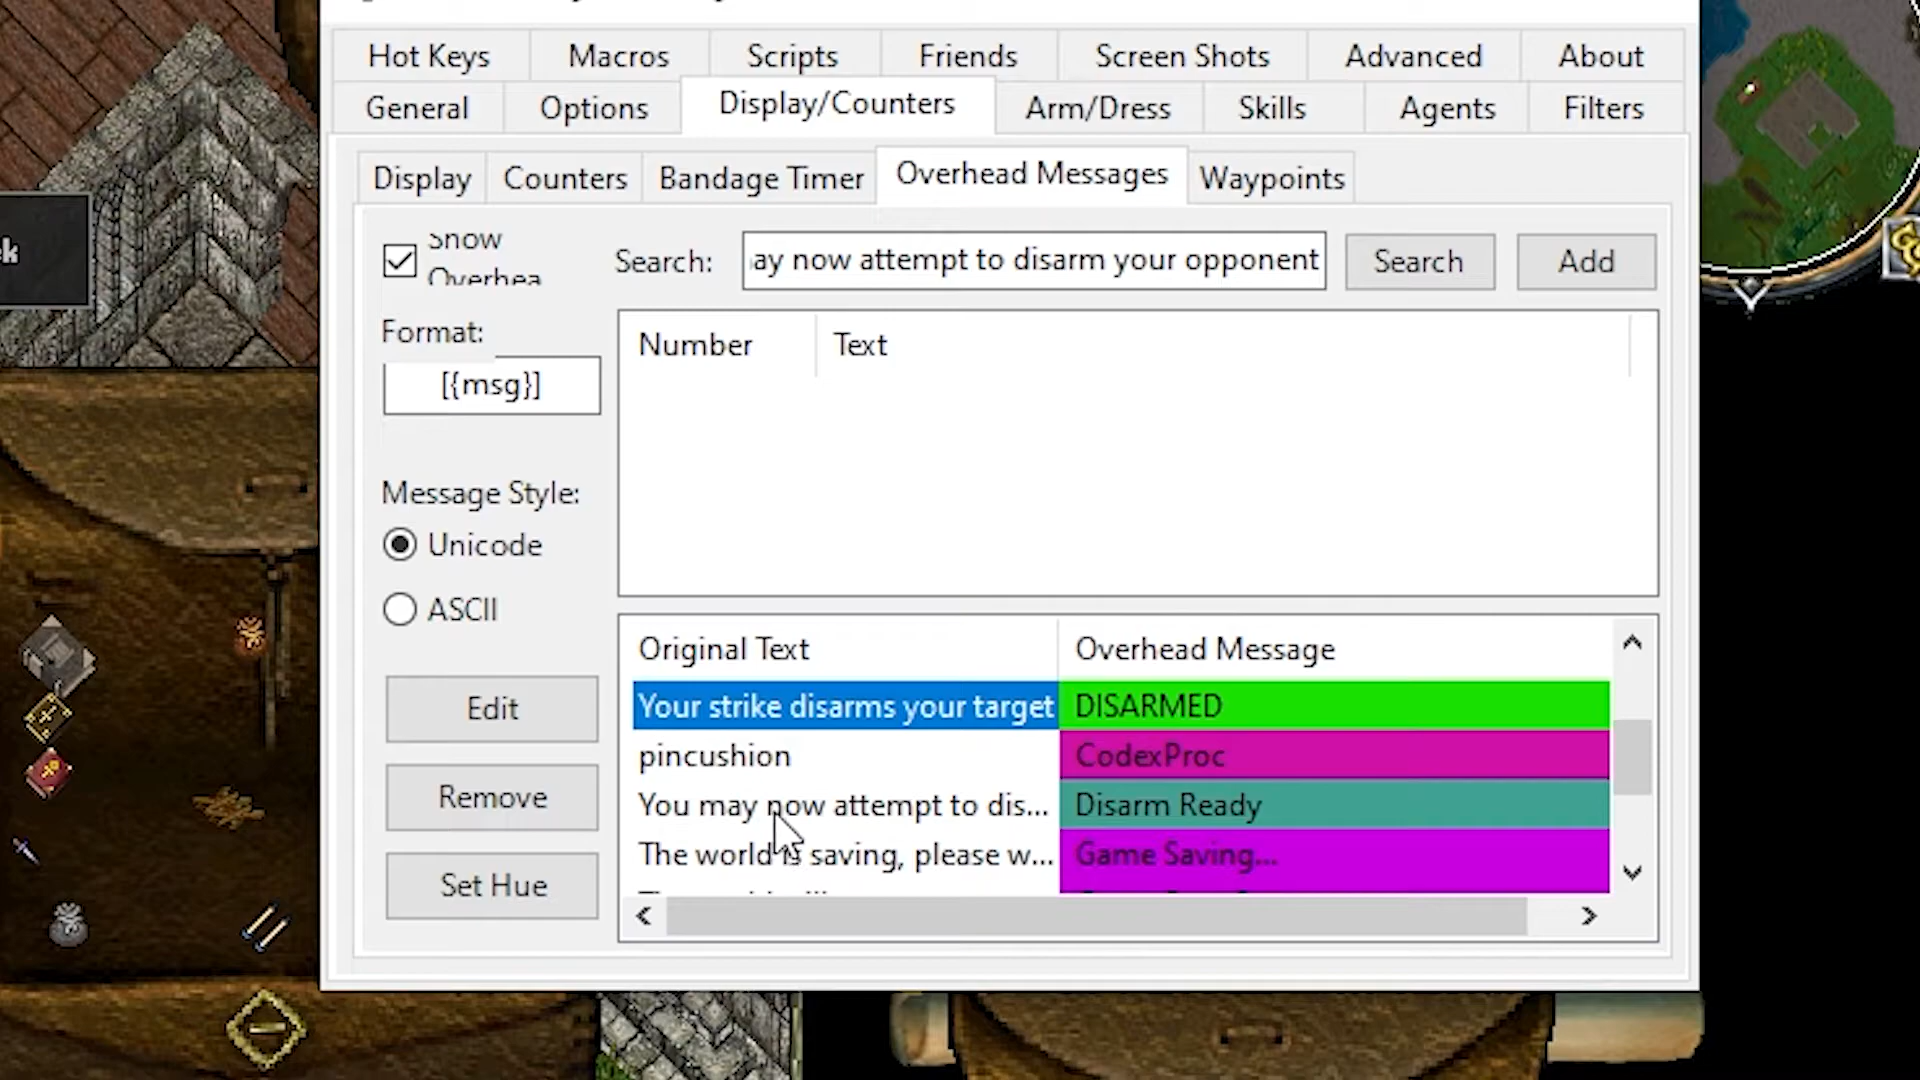 Hot Keys Macros Scripts Friends Screen Shots Advanced About
General Options Display/Counters Arm/Dress Skills Agents Filters
Display Counters Bandage Timer Overhead Messages Waypoints
k
Show
Overhea
Search: ay now attempt to disarm your opponent Search Add
Format:
[{msg}]
Number Text
Message Style:
Unicode
ASCII
Original Text Overhead Message
Edit
Your strike disarms your target DISARMED
pincushion CodexProc
Remove
You may now attempt to dis... Disarm Ready
The world is saving, please w... Game Saving...
Set Hue